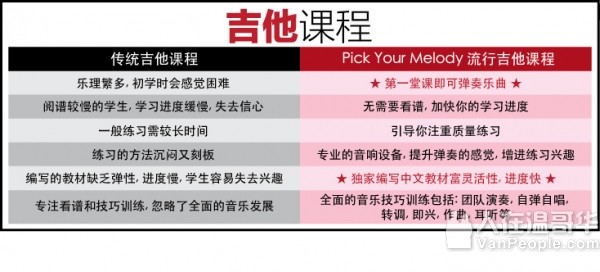 吉他课程
传统吉他课程
Pick Your Melody 流行吉他课程
乐理繁多, 初学时会感觉困难
★ 第一堂课即可弹奏乐曲 ★
阅谱较慢的学生, 学习进度缓慢, 失去信心
无需要看谱, 加快你的学习进度
一般练习需较长时间
引导你注重质量练习
练习的方法沉闷又刻板
专业的音响设备, 提升弹奏的感觉, 增进练习兴趣
编写的教材缺乏弹性, 进度慢, 学生容易失去兴趣
★ 独家编写中文教材富灵活性, 进度快 ★
专注看谱和技巧训练, 忽略了全面的音乐发展
全面的音乐技巧训练包括: 团队演奏, 自弹自唱,
转调, 即兴, 作曲, 耳听等
人在温哥华
VanPeople.com